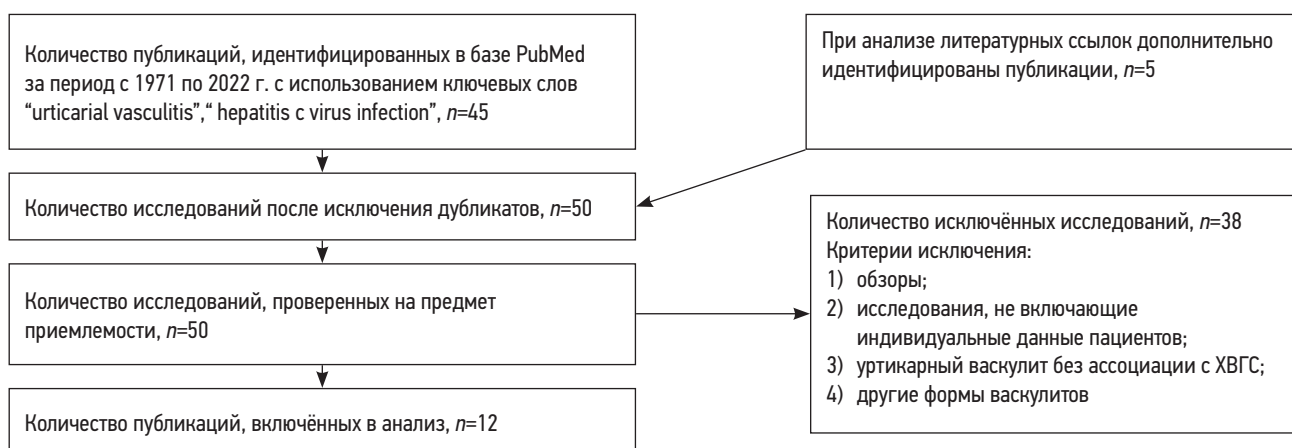 Количество публикаций, идентифицированных в базе PubMed
за период с 1971 по 2022 г. с использованием ключевых слов
“urticarial vasculitis”,“ hepatitis c virus infection”, n=45
При анализе литературных ссылок дополнительно
идентифицированы публикации, n=5
Количество исследований после исключения дубликатов, n=50
Количество исследований, проверенных на предмет
приемлемости, n=50
Количество исключённых исследований, n=38
Критерии исключения:
1) обзоры;
2) исследования, не включающие
индивидуальные данные пациентов;
3) уртикарный васкулит без ассоциации с ХВГС;
4) другие формы васкулитов
Количество публикаций, включённых в анализ, n=12